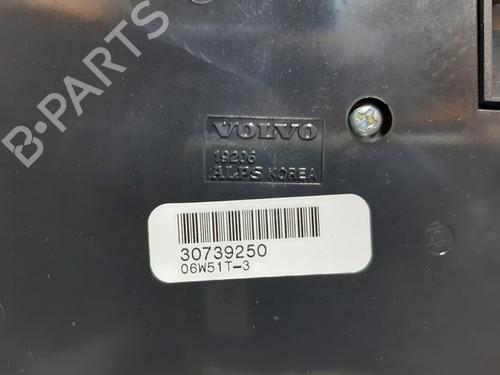 B-PARTS
VOLVO
19206
ALPS KOREA
30739250
06W51T-3